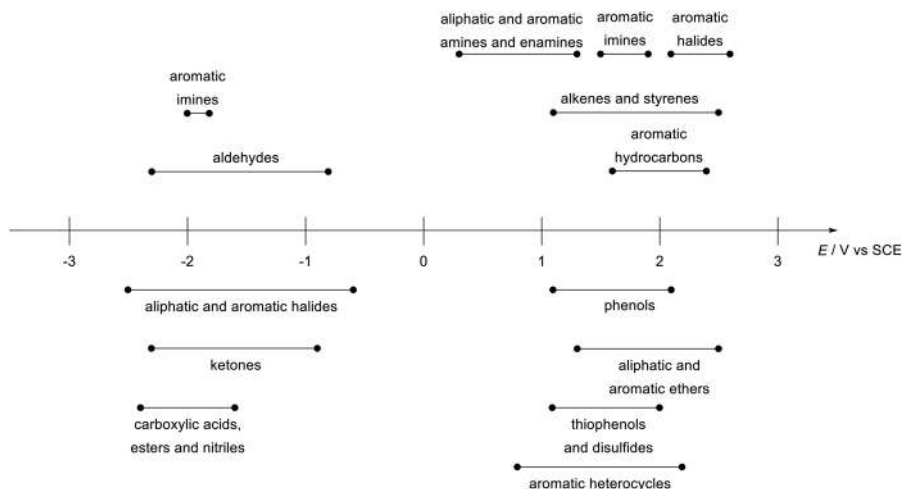 aliphatic and aromatic
amines and enamines
aromatic
imines
aromatic
halides
aromatic
imines
alkenes and styrenes
aldehydes
aromatic
hydrocarbons
-3 -2 -1 0 1 2 3
E / V vs SCE
aliphatic and aromatic halides
phenols
ketones
aliphatic and
aromatic ethers
carboxylic acids,
esters and nitriles
thiophenols
and disulfides
aromatic heterocycles